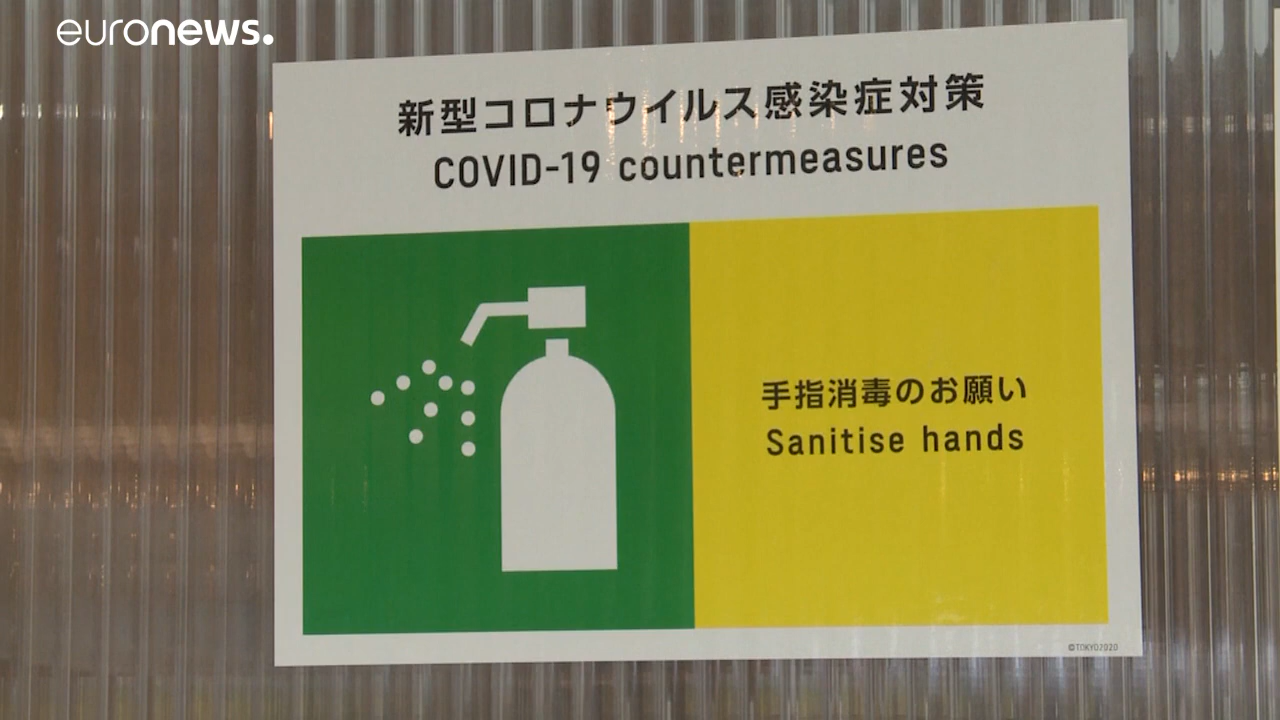 euronews.
新型コロナウイルス感染症対策
COVID-19 countermeasures
手指消毒のお願い
Sanitise hands
©TOKYO2020